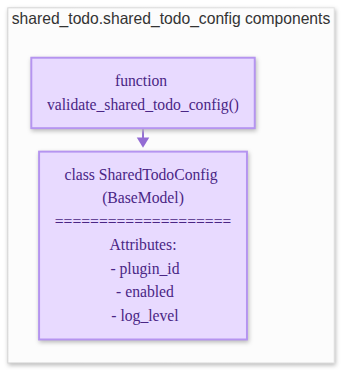 shared_todo.shared_todo_config components
function
validate_shared_todo_config()
class SharedTodoConfig
(BaseModel)
====================
Attributes:
- plugin_id
- enabled
- log_level